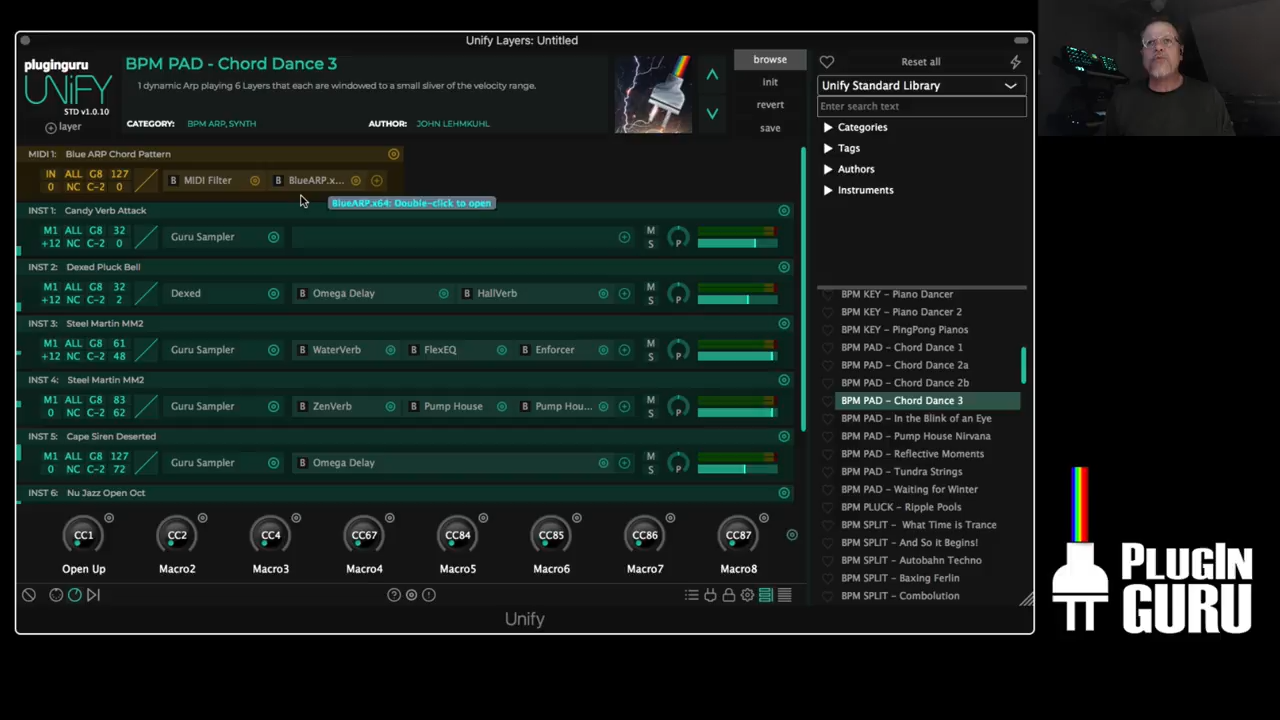 Unify Layers: Untitled
pluginguru
UNiFY
STD v1.0.10
layer
BPM PAD - Chord Dance 3
1 dynamic Arp playing 6 Layers that each are windowed to a small sliver of the velocity range.
CATEGORY: BPM ARP, SYNTH
AUTHOR: JOHN LEHMKUHL
browse
init
revert
save
Reset all
Unify Standard Library
Enter search text
Categories
Tags
Authors
Instruments
MIDI 1: Blue ARP Chord Pattern
IN ALL G8 127
0 NC C-2 0
B MIDI Filter
B BlueARP.x...
BlueARP.x64: Double-click to open
INST 1: Candy Verb Attack
M1 ALL G8 32
+12 NC C-2 0
Guru Sampler
M
S
P
INST 2: Dexed Pluck Bell
M1 ALL G8 32
+12 NC C-2 2
Dexed
B Omega Delay
B HallVerb
M
S
P
INST 3: Steel Martin MM2
M1 ALL G8 61
+12 NC C-2 48
Guru Sampler
B WaterVerb
B FlexEQ
B Enforcer
M
S
P
INST 4: Steel Martin MM2
M1 ALL G8 83
0 NC C-2 62
Guru Sampler
B ZenVerb
B Pump House
B Pump Hou...
M
S
P
INST 5: Cape Siren Deserted
M1 ALL G8 127
0 NC C-2 72
Guru Sampler
B Omega Delay
M
S
P
INST 6: Nu Jazz Open Oct
CC1 CC2 CC4 CC67 CC84 CC85 CC86 CC87
Open Up Macro2 Macro3 Macro4 Macro5 Macro6 Macro7 Macro8
Unify
BPM KEY - Piano Dancer
BPM KEY - Piano Dancer 2
BPM KEY - PingPong Pianos
BPM PAD - Chord Dance 1
BPM PAD - Chord Dance 2a
BPM PAD - Chord Dance 2b
BPM PAD - Chord Dance 3
BPM PAD - In the Blink of an Eye
BPM PAD - Pump House Nirvana
BPM PAD - Reflective Moments
BPM PAD - Tundra Strings
BPM PAD - Waiting for Winter
BPM PLUCK - Ripple Pools
BPM SPLIT - What Time is Trance
BPM SPLIT - And So it Begins!
BPM SPLIT - Autobahn Techno
BPM SPLIT - Baxing Ferlin
BPM SPLIT - Combolution
PLUGIN
GURU